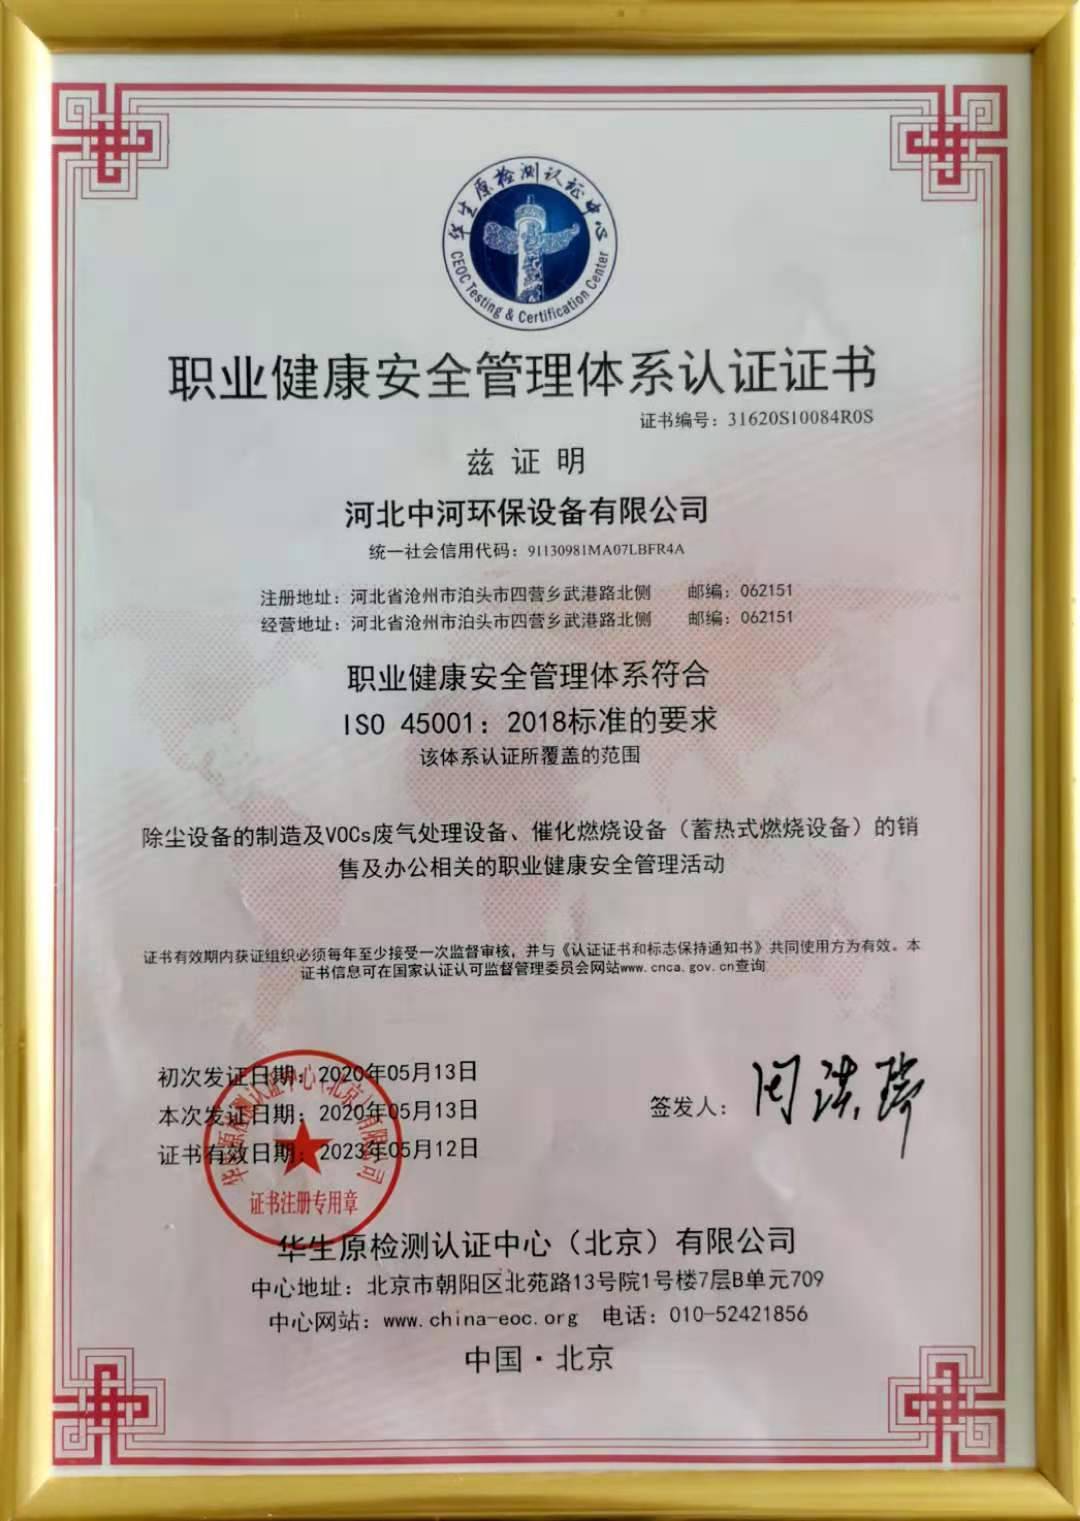 华生原检测认证中心
CEOC Testing & Certification Center
职业健康安全管理体系认证证书
证书编号：31620S10084R0S
兹证明
河北中河环保设备有限公司
统一社会信用代码：91130981MA07LBFR4A
注册地址：河北省沧州市泊头市四营乡武港路北侧 邮编：062151
经营地址：河北省沧州市泊头市四营乡武港路北侧 邮编：062151
职业健康安全管理体系符合
ISO 45001：2018标准的要求
该体系认证所覆盖的范围
除尘设备的制造及VOCs废气处理设备、催化燃烧设备（蓄热式燃烧设备）的销
售及办公相关的职业健康安全管理活动
证书有效期内获证组织必须每年至少接受一次监督审核，并与《认证证书和标志保持通知书》共同使用方为有效。本
证书信息可在国家认证认可监督管理委员会网站www.cnca.gov.cn查询
初次发证日期：2020年05月13日
本次发证日期：2020年05月13日
证书有效日期：2023年05月12日
签发人：
华生原检测认证中心（北京）有限公司
证书注册专用章
华生原检测认证中心（北京）有限公司
中心地址：北京市朝阳区北苑路13号院1号楼7层B单元709
中心网站：www.china-eoc.org 电话：010-52421856
中国·北京